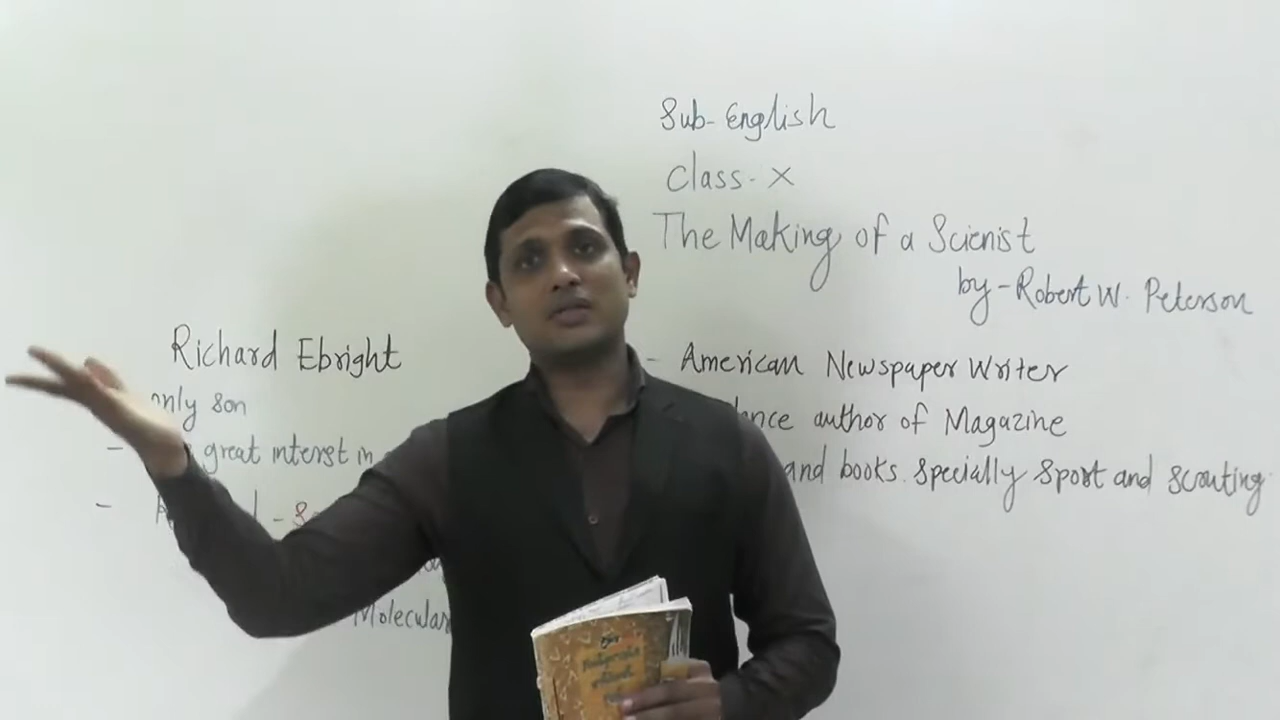 Sub- English
Class - X
The Making of a Scienist
by - Robert W. Peterson
- American Newspaper Writer
author of Magazine
and books. specially sport and scouting
Richard Ebright
only son
- great interst in
-
Molecular